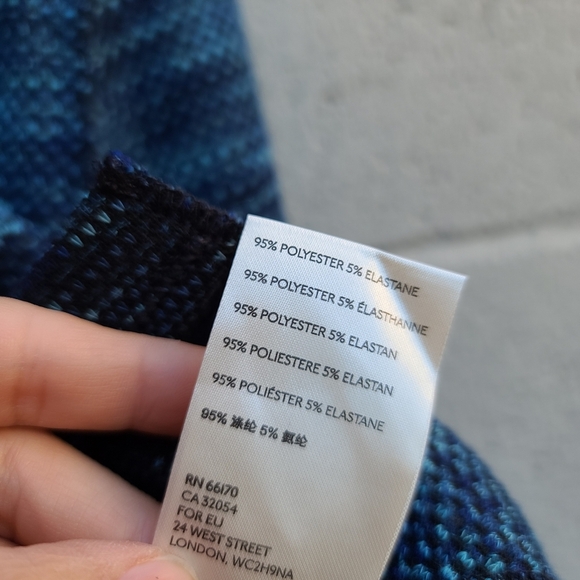 95% POLYESTER 5% ELASTANE
95% POLYESTER 5% ÉLASTHANNE
95% POLYESTER 5% ELASTAN
95% POLIESTERE 5% ELASTAN
95% POLIÉSTER 5% ELASTANE
95% 涤纶 5% 氨纶
RN 66170
CA 32054
FOR EU
24 WEST STREET
LONDON, WC2H9NA